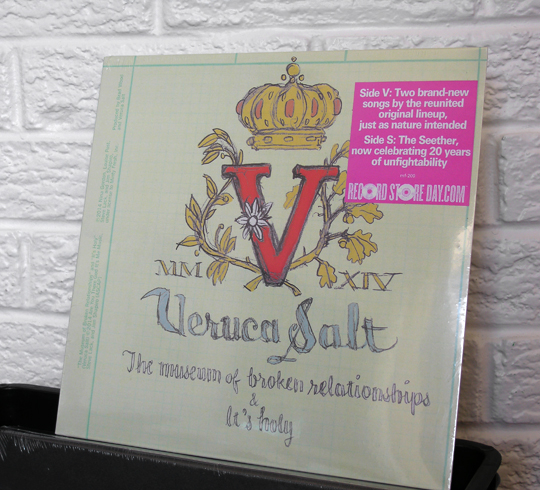 Side V: Two brand-new
songs by the reunited
original lineup,
just as nature intended
Side S: The Seether,
now celebrating 20 years
of unfightability
RECORD STORE DAY.COM
V
MM XIV
Veruca Salt
The museum of broken relationships
&
It's holy